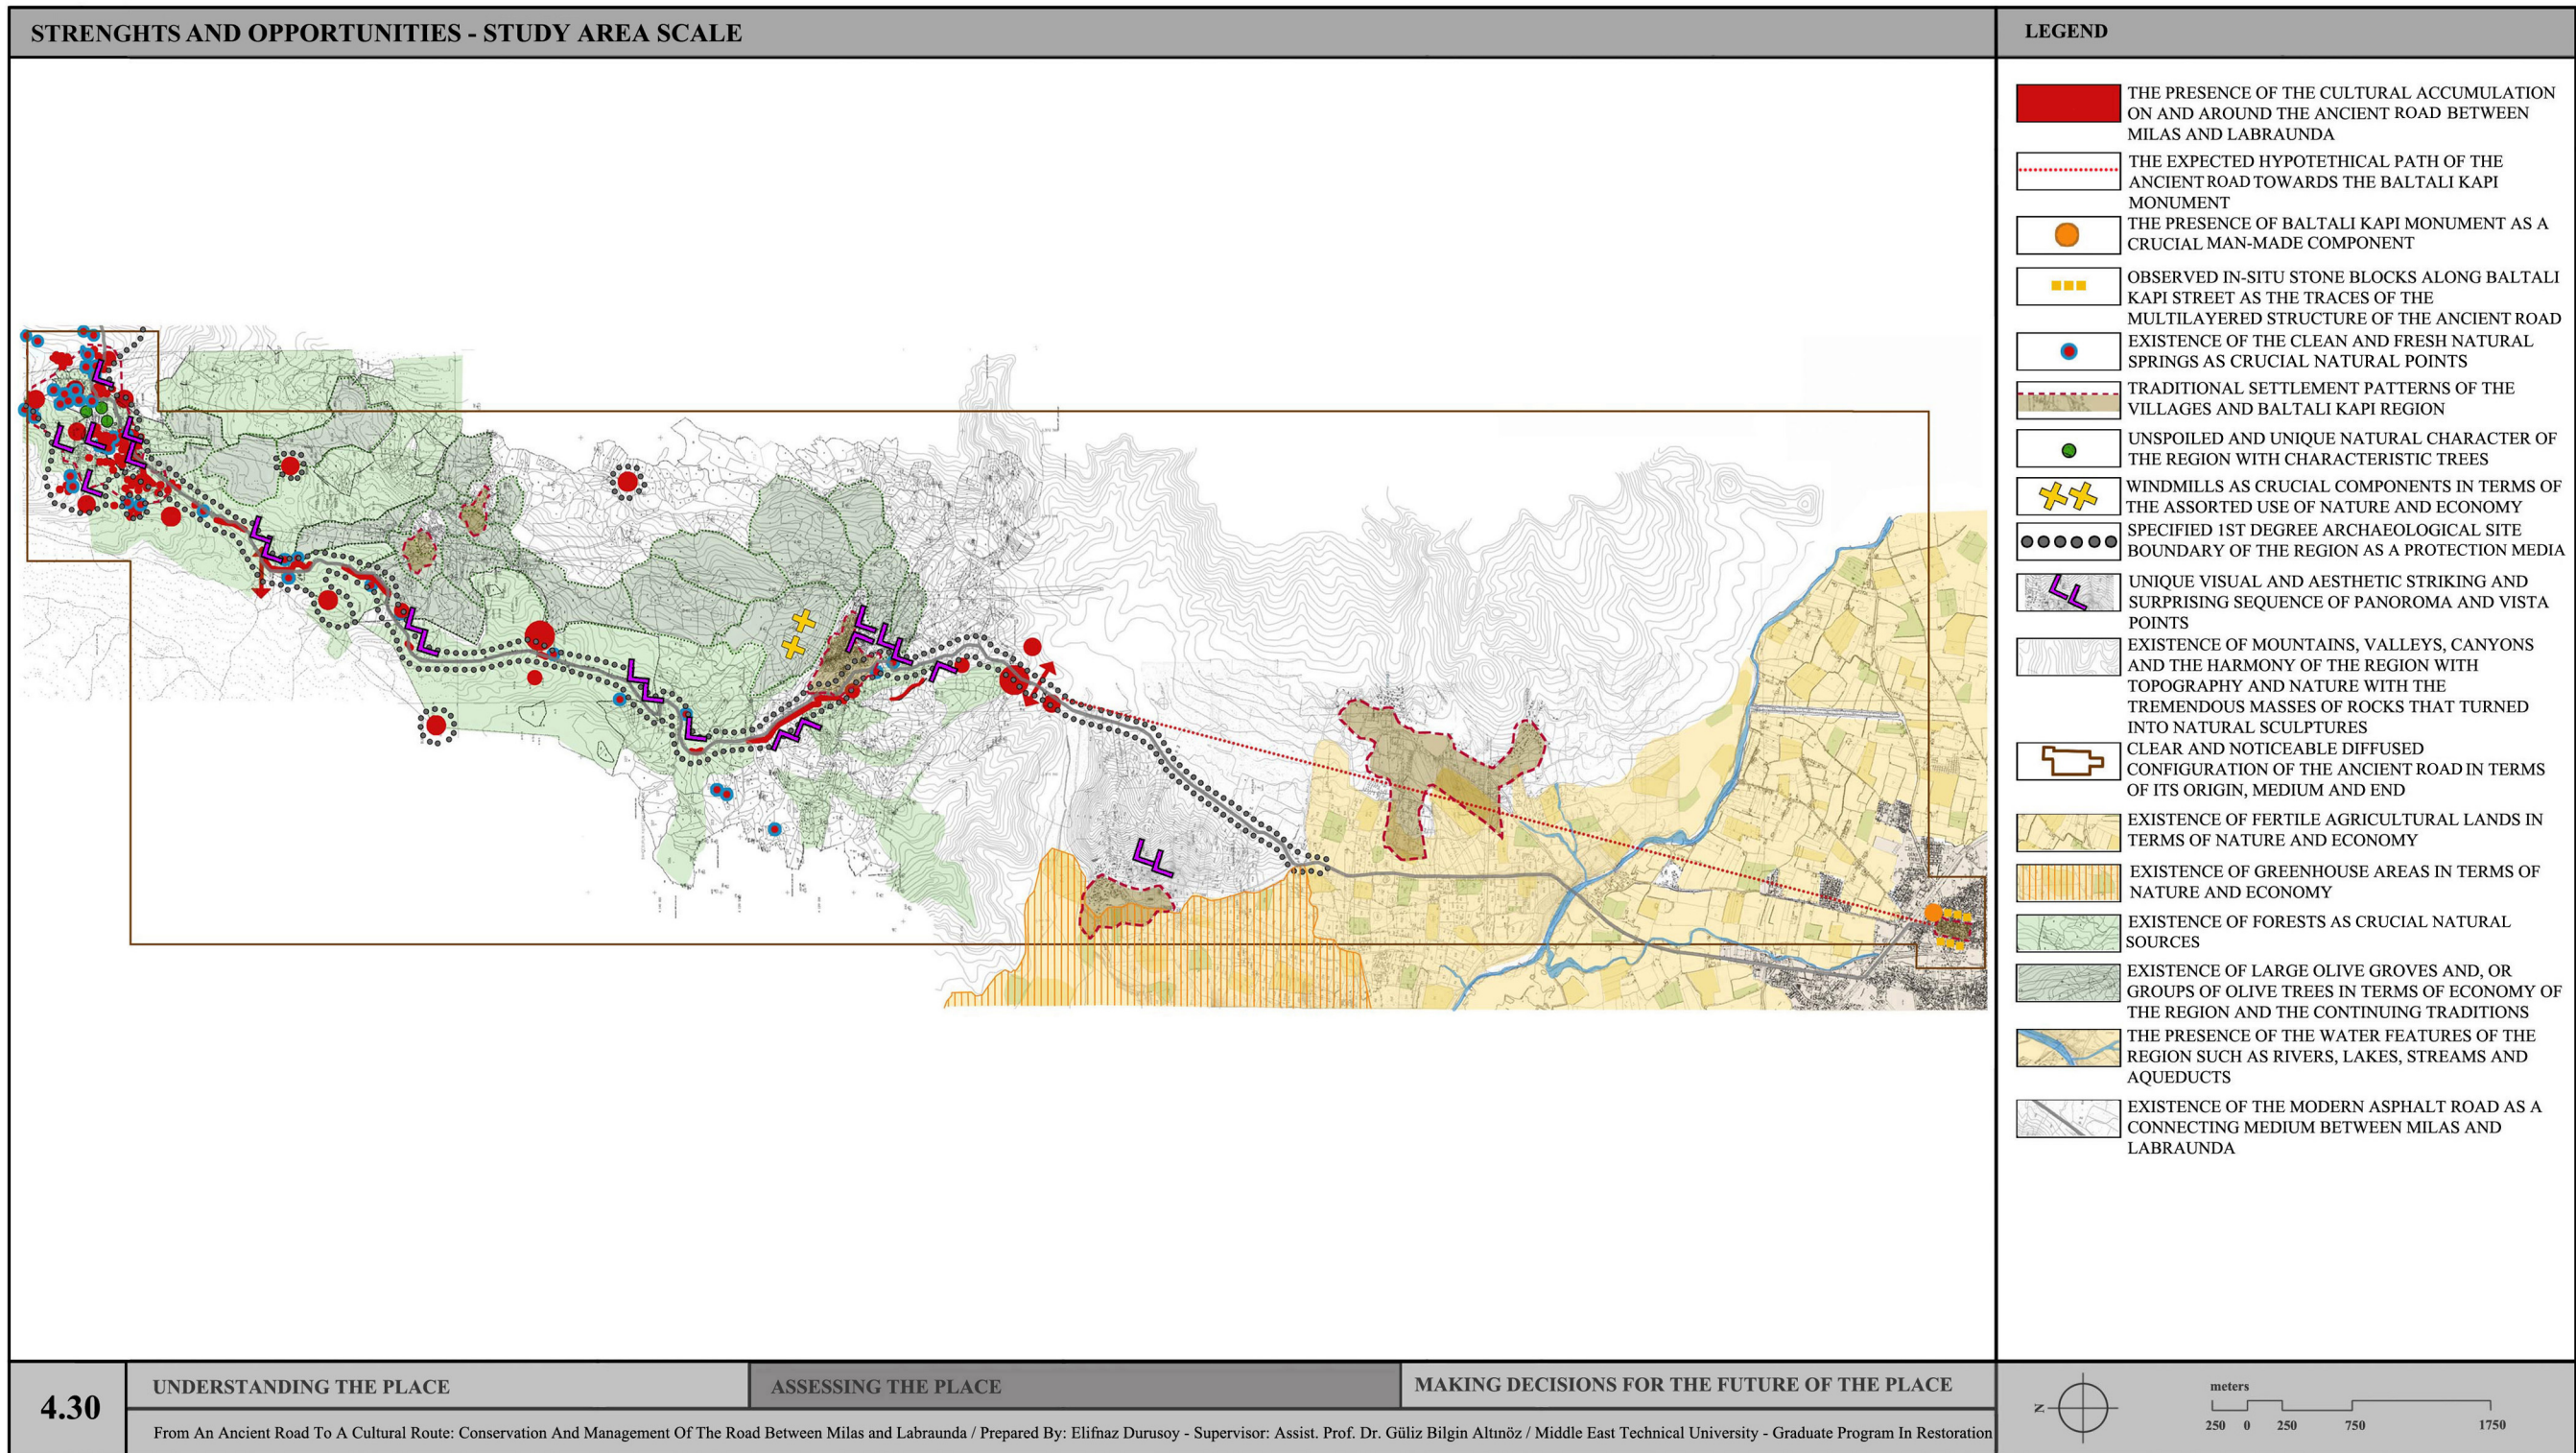 STRENGHTS AND OPPORTUNITIES - STUDY AREA SCALE
LEGEND
THE PRESENCE OF THE CULTURAL ACCUMULATION
ON AND AROUND THE ANCIENT ROAD BETWEEN
MILAS AND LABRAUNDA
THE EXPECTED HYPOTETHICAL PATH OF THE
ANCIENT ROAD TOWARDS THE BALTALI KAPI
MONUMENT
THE PRESENCE OF BALTALI KAPI MONUMENT AS A
CRUCIAL MAN-MADE COMPONENT
OBSERVED IN-SITU STONE BLOCKS ALONG BALTALI
KAPI STREET AS THE TRACES OF THE
MULTILAYERED STRUCTURE OF THE ANCIENT ROAD
EXISTENCE OF THE CLEAN AND FRESH NATURAL
SPRINGS AS CRUCIAL NATURAL POINTS
TRADITIONAL SETTLEMENT PATTERNS OF THE
VILLAGES AND BALTALI KAPI REGION
UNSPOILED AND UNIQUE NATURAL CHARACTER OF
THE REGION WITH CHARACTERISTIC TREES
WINDMILLS AS CRUCIAL COMPONENTS IN TERMS OF
THE ASSORTED USE OF NATURE AND ECONOMY
SPECIFIED 1ST DEGREE ARCHAEOLOGICAL SITE
BOUNDARY OF THE REGION AS A PROTECTION MEDIA
UNIQUE VISUAL AND AESTHETIC STRIKING AND
SURPRISING SEQUENCE OF PANOROMA AND VISTA
POINTS
EXISTENCE OF MOUNTAINS, VALLEYS, CANYONS
AND THE HARMONY OF THE REGION WITH
TOPOGRAPHY AND NATURE WITH THE
TREMENDOUS MASSES OF ROCKS THAT TURNED
INTO NATURAL SCULPTURES
CLEAR AND NOTICEABLE DIFFUSED
CONFIGURATION OF THE ANCIENT ROAD IN TERMS
OF ITS ORIGIN, MEDIUM AND END
EXISTENCE OF FERTILE AGRICULTURAL LANDS IN
TERMS OF NATURE AND ECONOMY
EXISTENCE OF GREENHOUSE AREAS IN TERMS OF
NATURE AND ECONOMY
EXISTENCE OF FORESTS AS CRUCIAL NATURAL
SOURCES
EXISTENCE OF LARGE OLIVE GROVES AND, OR
GROUPS OF OLIVE TREES IN TERMS OF ECONOMY OF
THE REGION AND THE CONTINUING TRADITIONS
THE PRESENCE OF THE WATER FEATURES OF THE
REGION SUCH AS RIVERS, LAKES, STREAMS AND
AQUEDUCTS
EXISTENCE OF THE MODERN ASPHALT ROAD AS A
CONNECTING MEDIUM BETWEEN MILAS AND
LABRAUNDA
4.30
UNDERSTANDING THE PLACE
ASSESSING THE PLACE
MAKING DECISIONS FOR THE FUTURE OF THE PLACE
From An Ancient Road To A Cultural Route: Conservation And Management Of The Road Between Milas and Labraunda / Prepared By: Elifnaz Durusoy - Supervisor: Assist. Prof. Dr. Güliz Bilgin Altınöz / Middle East Technical University - Graduate Program In Restoration
N
meters
250 0 250 750 1750